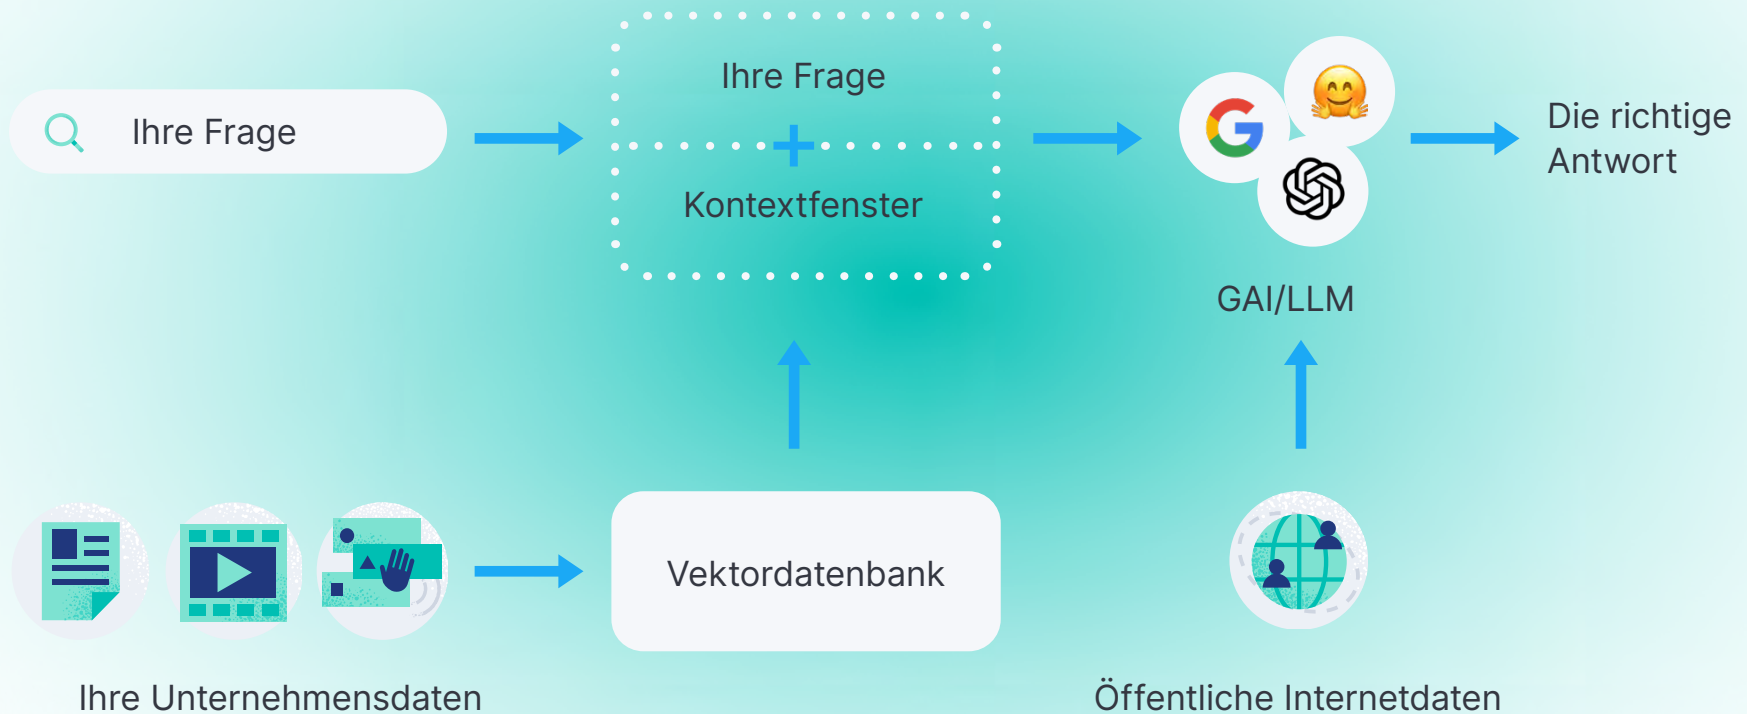 Ihre Frage
Ihre Frage
Kontextfenster
Die richtige
Antwort
GAI/LLM
Vektordatenbank
Ihre Unternehmensdaten
Öffentliche Internetdaten